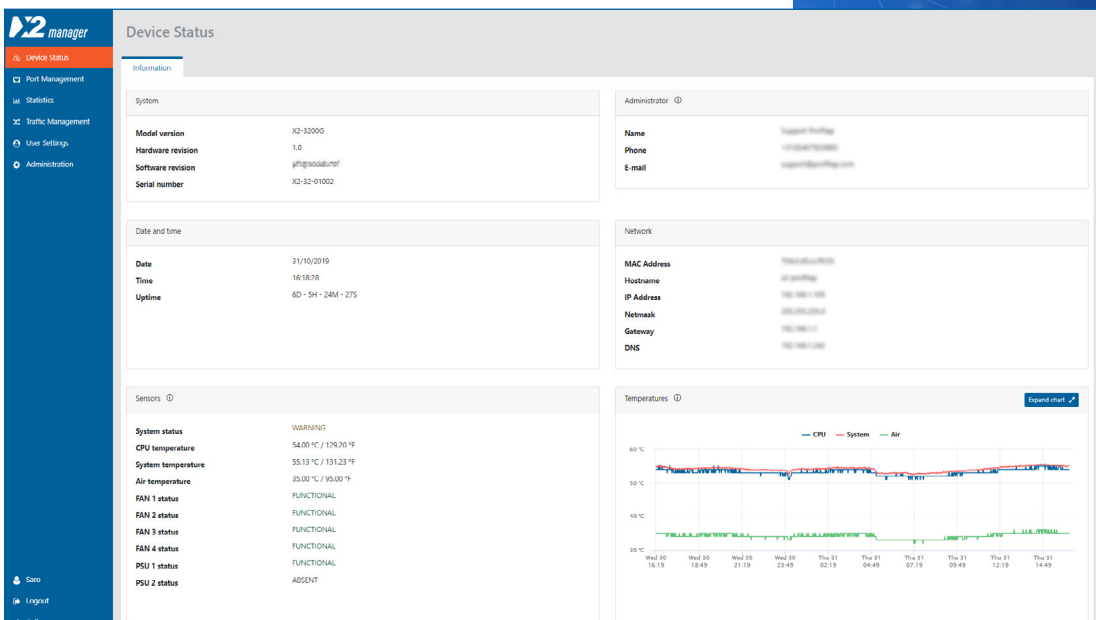 X2 manager
Device Status
Port Management
Statistics
Traffic Management
User Settings
Administration
Saro
Logout
Device Status
Information
System
Model version X2-3200G
Hardware revision 1.0
Software revision
Serial number X2-32-01002
Administrator
Name
Phone
E-mail
Date and time
Date 31/10/2019
Time 16:18:28
Uptime 6D - 5H - 24M - 27S
Network
MAC Address
Hostname
IP Address
Netmask
Gateway
DNS
Sensors
System status WARNING
CPU temperature 54.00 °C / 129.20 °F
System temperature 55.13 °C / 131.23 °F
Air temperature 35.00 °C / 95.00 °F
FAN 1 status FUNCTIONAL
FAN 2 status FUNCTIONAL
FAN 3 status FUNCTIONAL
FAN 4 status FUNCTIONAL
PSU 1 status FUNCTIONAL
PSU 2 status ABSENT
Temperatures Expand chart
CPU System Air
60 °C
50 °C
40 °C
30 °C
Wed 30 Wed 30 Wed 30 Wed 30 Thu 31 Thu 31 Thu 31 Thu 31 Thu 31 Thu 31
16:19 18:49 21:19 23:49 02:19 04:49 07:19 09:49 12:19 14:49